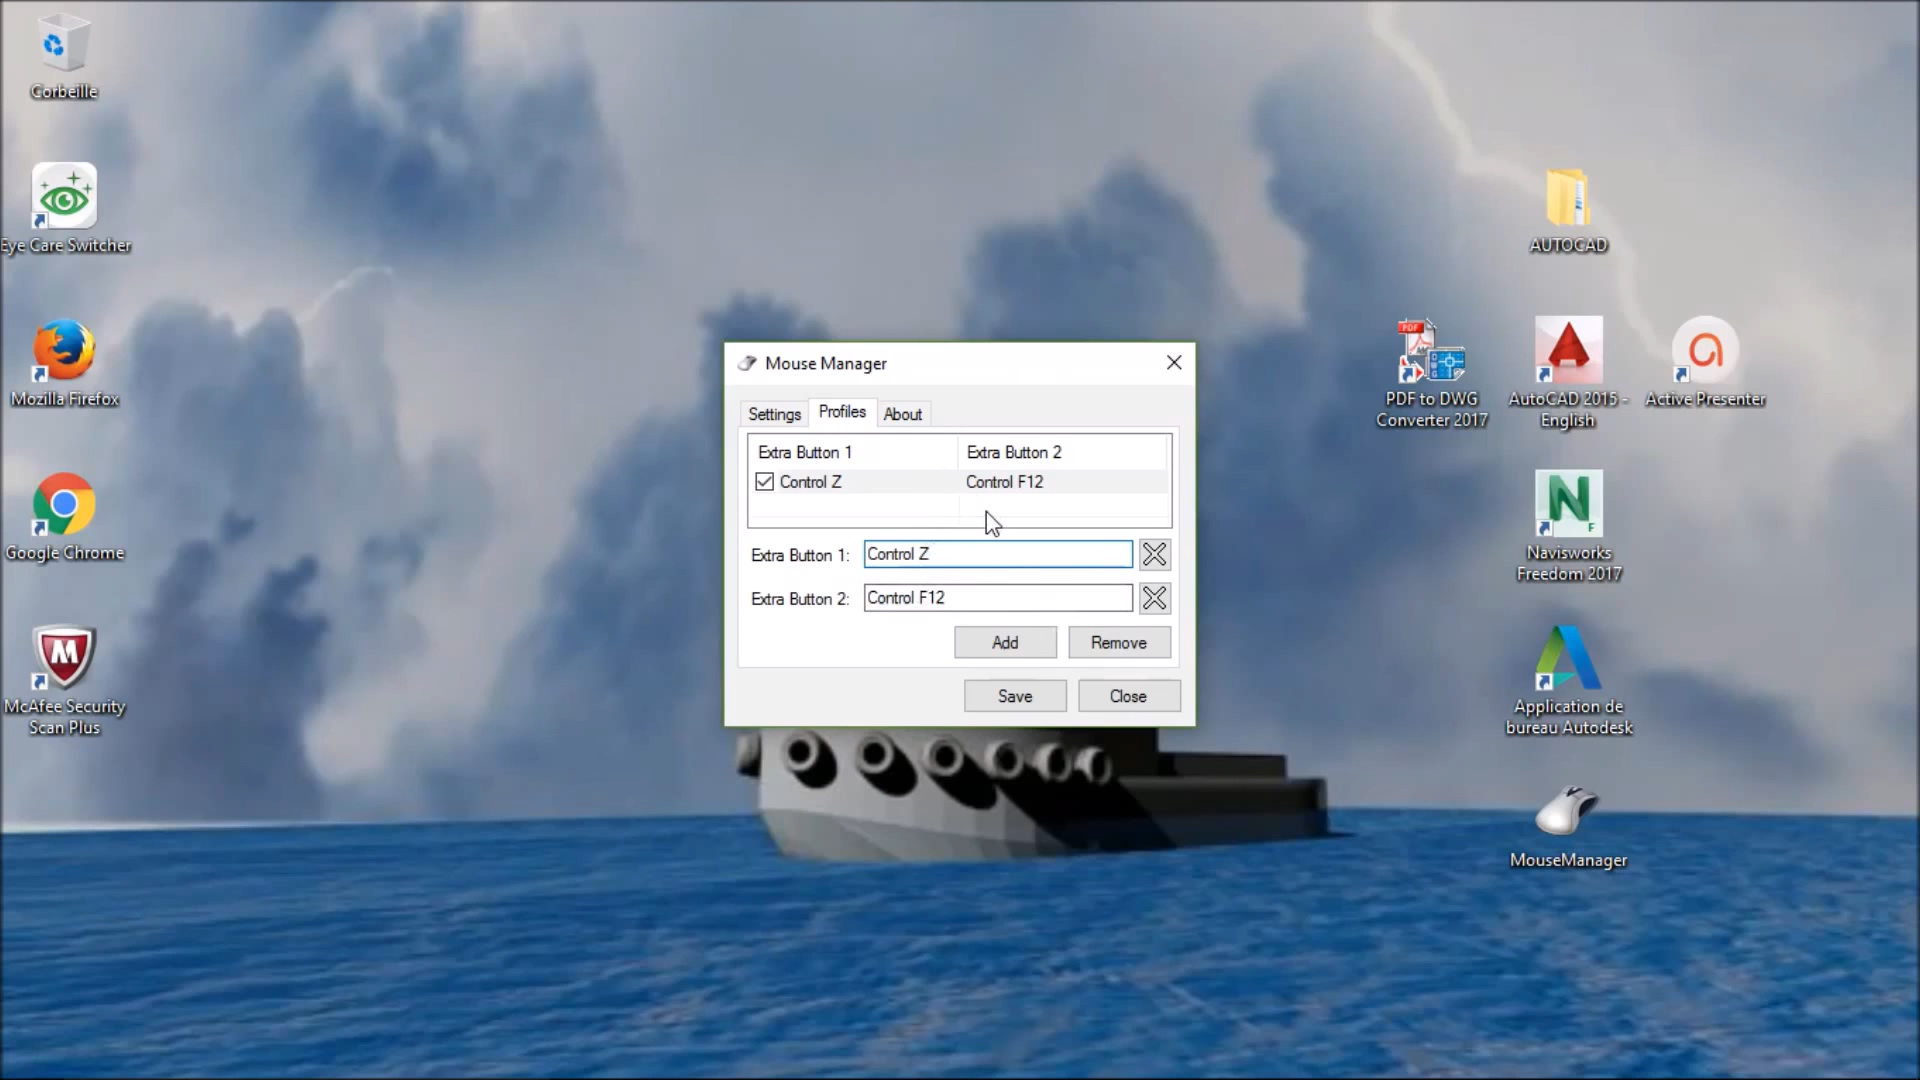 Corbeille
Eye Care Switcher
Mozilla Firefox
Google Chrome
McAfee Security
Scan Plus
Mouse Manager
Settings
Profiles
About
Extra Button 1
Extra Button 2
Control Z
Control F12
Extra Button 1:
Control Z
Extra Button 2:
Control F12
Add
Remove
Save
Close
AUTOCAD
PDF
PDF to DWG
Converter 2017
AutoCAD 2015 -
English
Active Presenter
Navisworks
Freedom 2017
Application de
bureau Autodesk
MouseManager